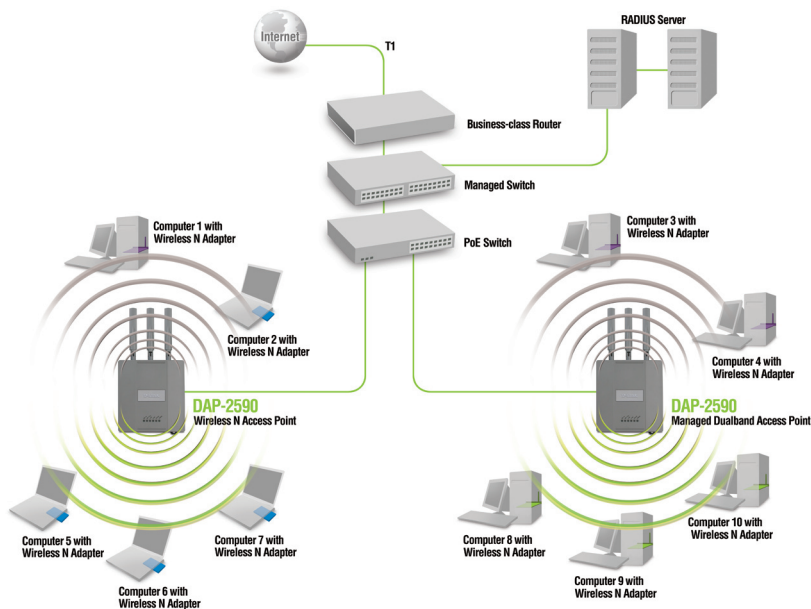 Internet
T1
RADIUS Server
Business-class Router
Managed Switch
PoE Switch
Computer 1 with
Wireless N Adapter
Computer 2 with
Wireless N Adapter
Computer 3 with
Wireless N Adapter
Computer 4 with
Wireless N Adapter
DAP-2590
Wireless N Access Point
DAP-2590
Managed Dualband Access Point
Computer 5 with
Wireless N Adapter
Computer 6 with
Wireless N Adapter
Computer 7 with
Wireless N Adapter
Computer 8 with
Wireless N Adapter
Computer 9 with
Wireless N Adapter
Computer 10 with
Wireless N Adapter